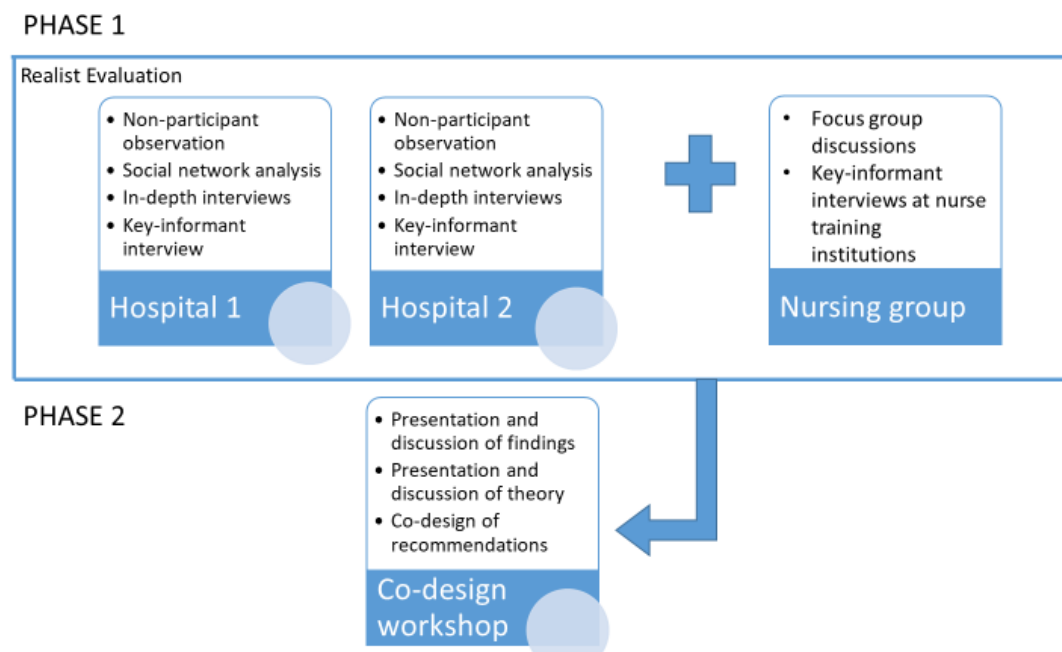 PHASE 1
Realist Evaluation
• Non-participant
observation
• Social network analysis
• In-depth interviews
• Key-informant
interview
Hospital 1
• Non-participant
observation
• Social network analysis
• In-depth interviews
• Key-informant
interview
Hospital 2
• Focus group
discussions
• Key-informant
interviews at nurse
training
institutions
Nursing group
PHASE 2
• Presentation and
discussion of findings
• Presentation and
discussion of theory
• Co-design of
recommendations
Co-design
workshop